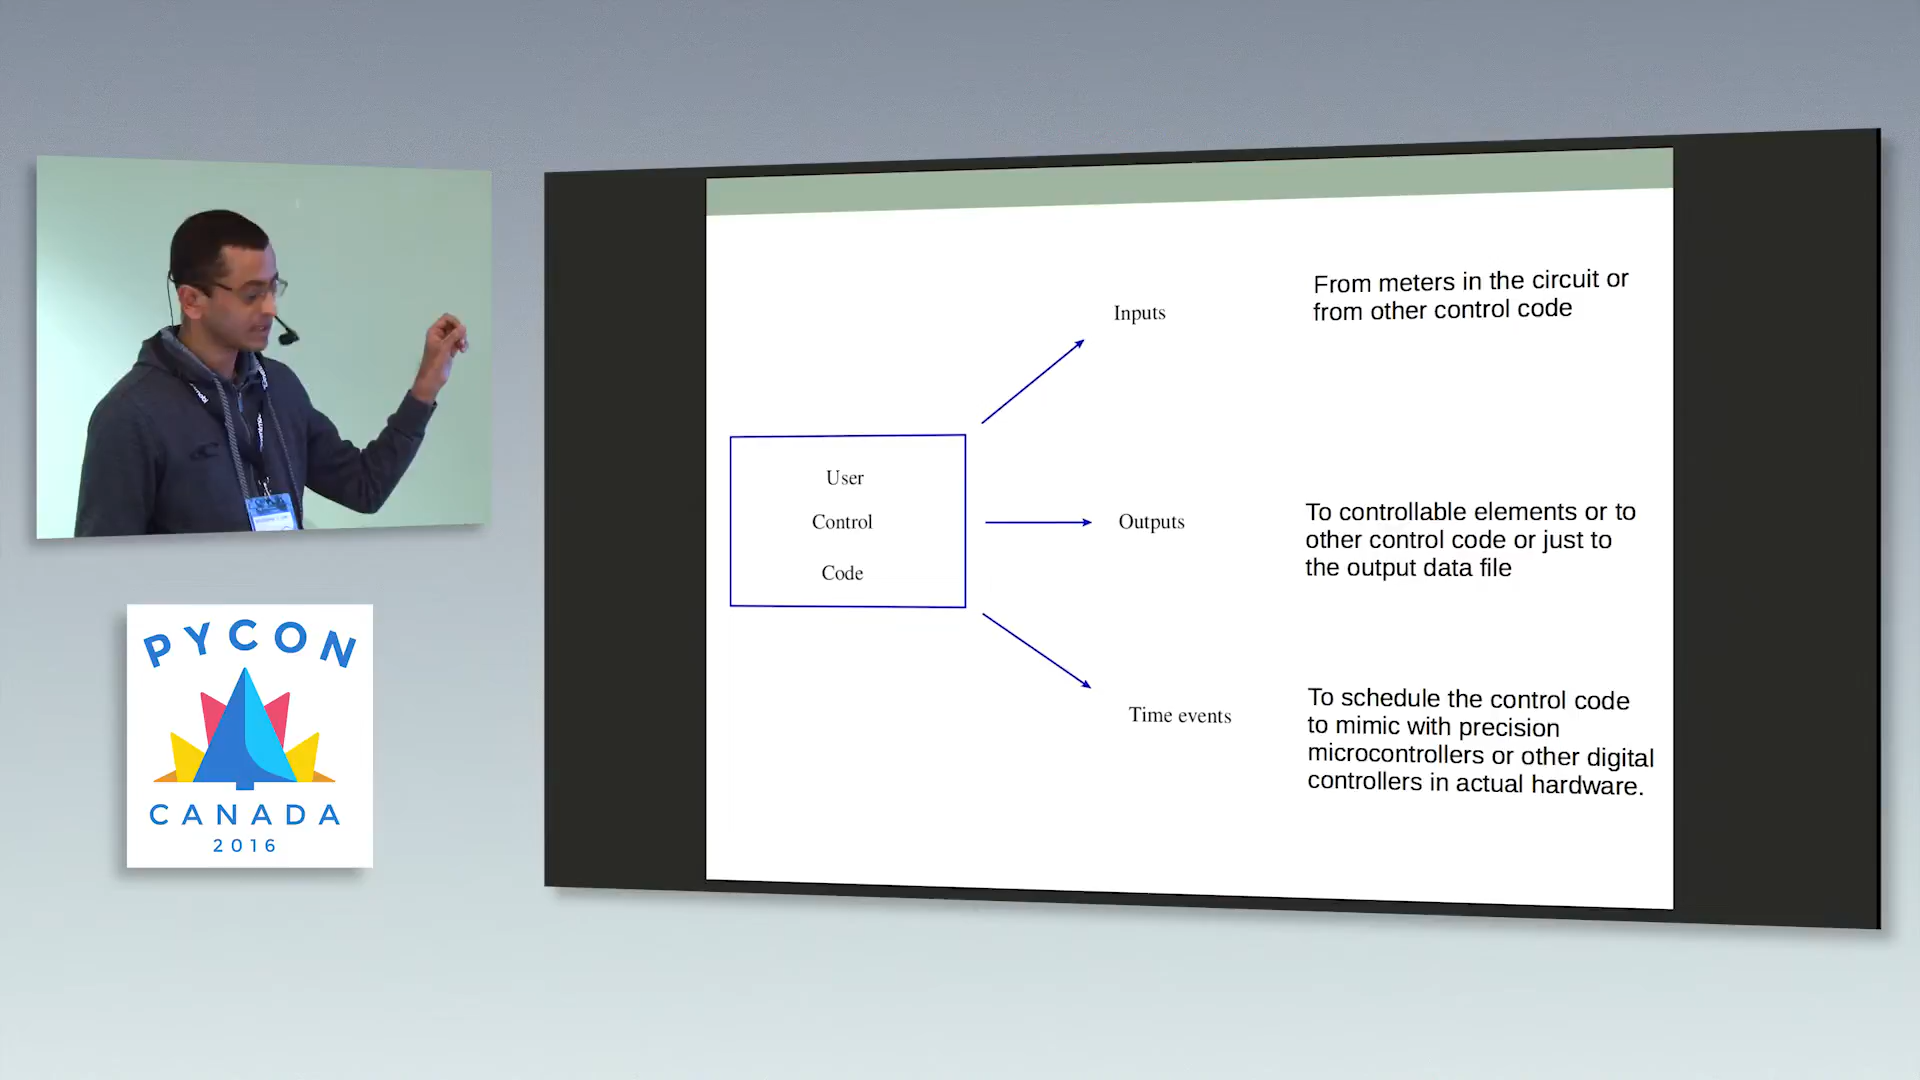 Inputs
From meters in the circuit or
from other control code
User
Control
Code
Outputs
To controllable elements or to
other control code or just to
the output data file
Time events
To schedule the control code
to mimic with precision
microcontrollers or other digital
controllers in actual hardware.
PYCON
CANADA
2016